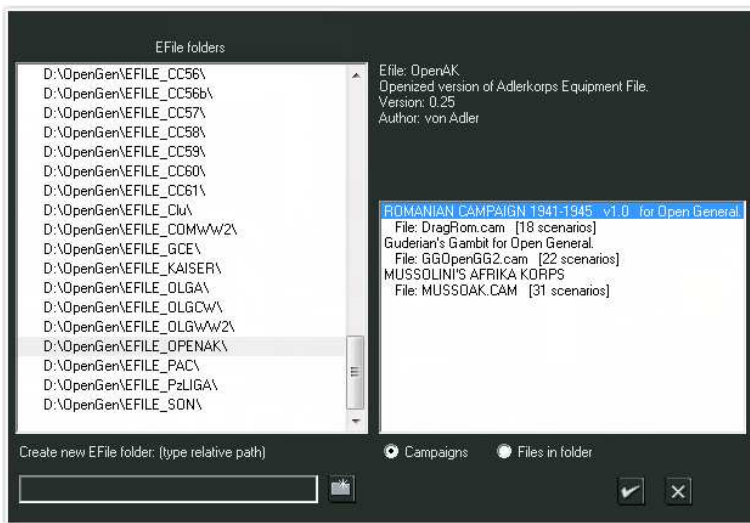 EFile folders
D:\OpenGen\EFILE_CC56\
D:\OpenGen\EFILE_CC56b\
D:\OpenGen\EFILE_CC57\
D:\OpenGen\EFILE_CC58\
D:\OpenGen\EFILE_CC59\
D:\OpenGen\EFILE_CC60\
D:\OpenGen\EFILE_CC61\
D:\OpenGen\EFILE_Clu\
D:\OpenGen\EFILE_COMWW2\
D:\OpenGen\EFILE_GCE\
D:\OpenGen\EFILE_KAISER\
D:\OpenGen\EFILE_OLGA\
D:\OpenGen\EFILE_OLGCW\
D:\OpenGen\EFILE_OLGWW2\
D:\OpenGen\EFILE_OPENAK\
D:\OpenGen\EFILE_PAC\
D:\OpenGen\EFILE_PzLIGA\
D:\OpenGen\EFILE_SON\
Create new EFile folder: (type relative path)
Efile: OpenAK
Openized version of Adlerkorps Equipment File.
Version: 0.25
Author: von Adler
ROMANIAN CAMPAIGN 1941-1945 v1.0 for Open General.
File: DragRom.cam [18 scenarios]
Guderian's Gambit for Open General.
File: GGOpenGG2.cam [22 scenarios]
MUSSOLINI'S AFRIKA KORPS
File: MUSSOAK.CAM [31 scenarios]
Campaigns
Files in folder